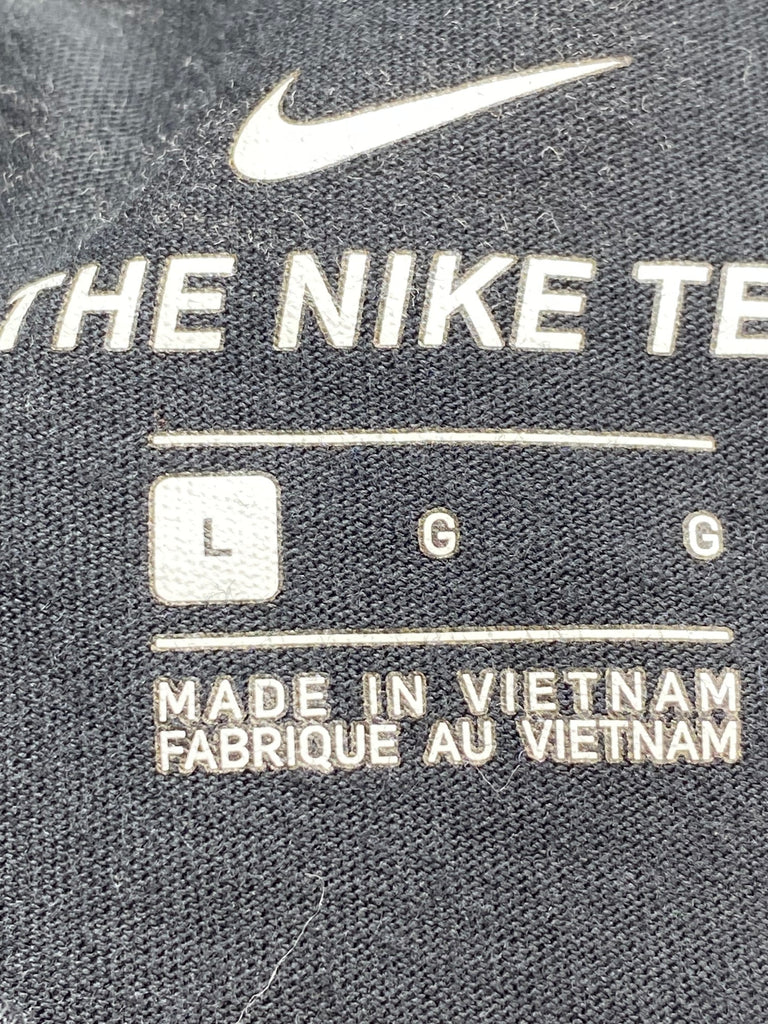 THE NIKE TE
L G G
MADE IN VIETNAM
FABRIQUE AU VIETNAM